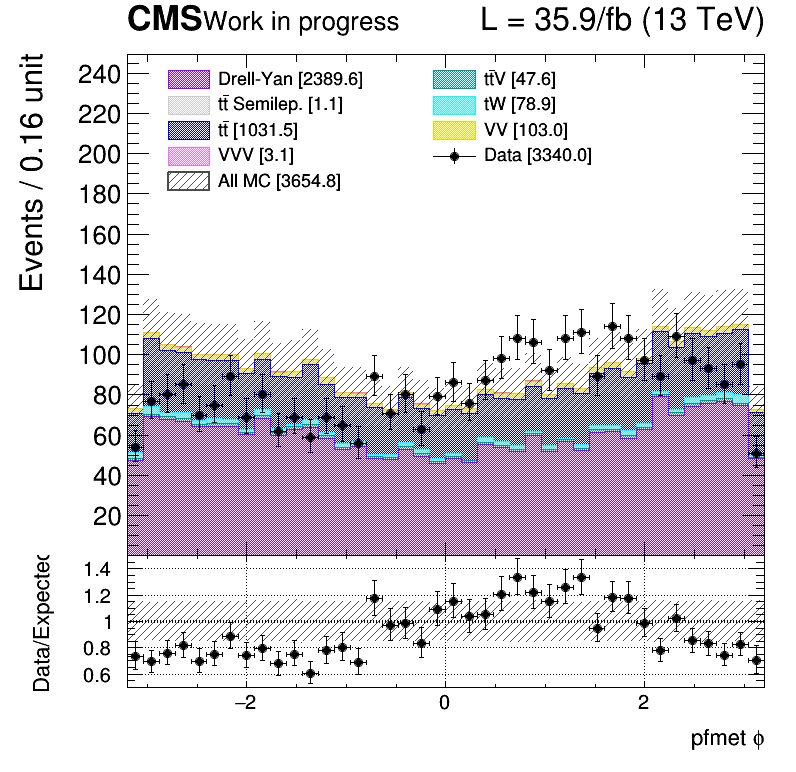 CMS Work in progress L = 35.9/fb (13 TeV)
Events / 0.16 unit
240
220
200
180
160
140
120
100
80
60
40
20
Drell-Yan [2389.6]
tt̄ Semilep. [1.1]
tt̄ [1031.5]
VVV [3.1]
All MC [3654.8]
tt̄V [47.6]
tW [78.9]
VV [103.0]
Data [3340.0]
Data/Expected
1.4
1.2
1
0.8
0.6
−2 0 2
pfmet ϕ